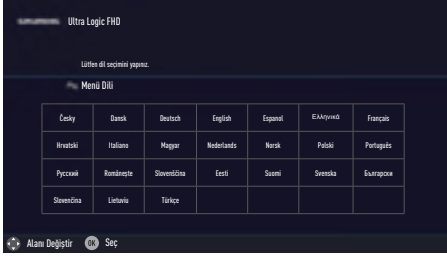 Ultra Logic FHD
Lütfen dil seçimini yapınız.
Menü Dili
Česky Dansk Deutsch English Espanol Ελληνικά Français
Hrvatski Italiano Magyar Nederlands Norsk Polski Português
Русский Românește Slovenščina Eesti Suomi Svenska Български
Slovenčina Lietuviu Türkçe
Alanı Değiştir OK Seç